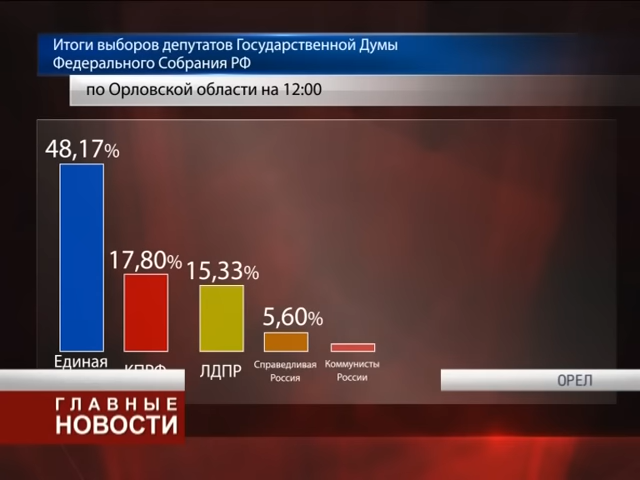 Итоги выборов депутатов Государственной Думы
Федерального Собрания РФ
по Орловской области на 12:00
48,17%
17,80%
15,33%
5,60%
Единая
КПРФ
ЛДПР
Справедливая
Россия
Коммунисты
России
ОРЕЛ
ГЛАВНЫЕ
НОВОСТИ